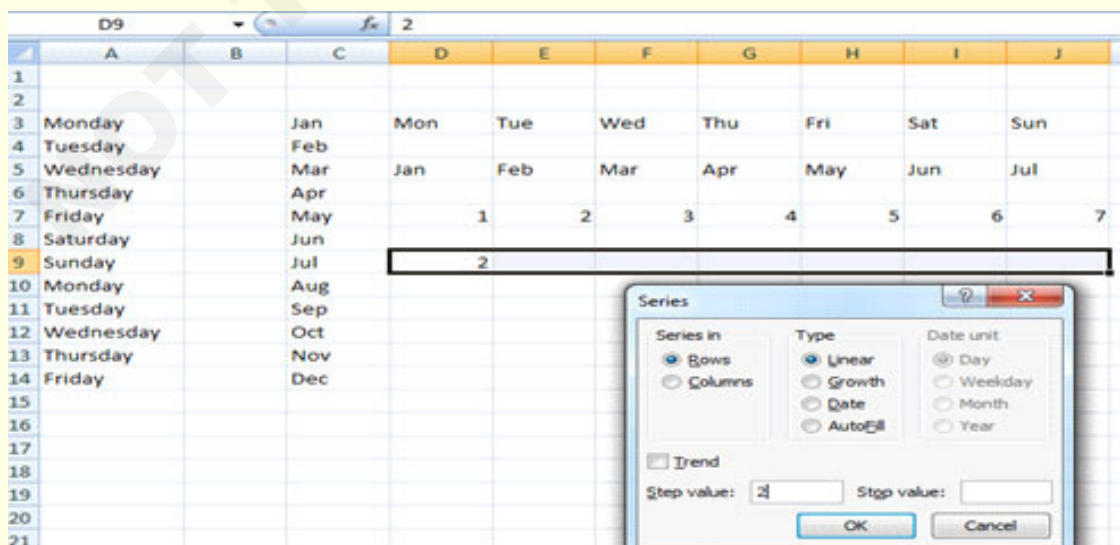 D9 fx 2
A B C D E F G H I J
1
2
3 Monday Jan Mon Tue Wed Thu Fri Sat Sun
4 Tuesday Feb
5 Wednesday Mar Jan Feb Mar Apr May Jun Jul
6 Thursday Apr
7 Friday May 1 2 3 4 5 6 7
8 Saturday Jun
9 Sunday Jul 2
10 Monday Aug
11 Tuesday Sep
12 Wednesday Oct
13 Thursday Nov
14 Friday Dec
15
16
17
18
19
20
21
Series
Series in Type Date unit
Rows Linear Day
Columns Growth Weekday
Date Month
AutoFill Year
Trend
Step value: 2 Stop value:
OK Cancel